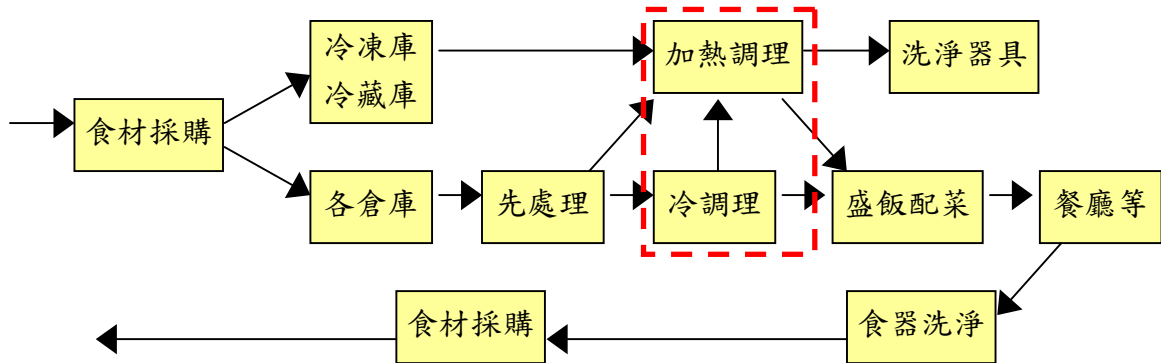 冷凍庫
冷藏庫
加熱調理
洗淨器具
食材採購
各倉庫
先處理
冷調理
盛飯配菜
餐廳等
食材採購
食器洗淨